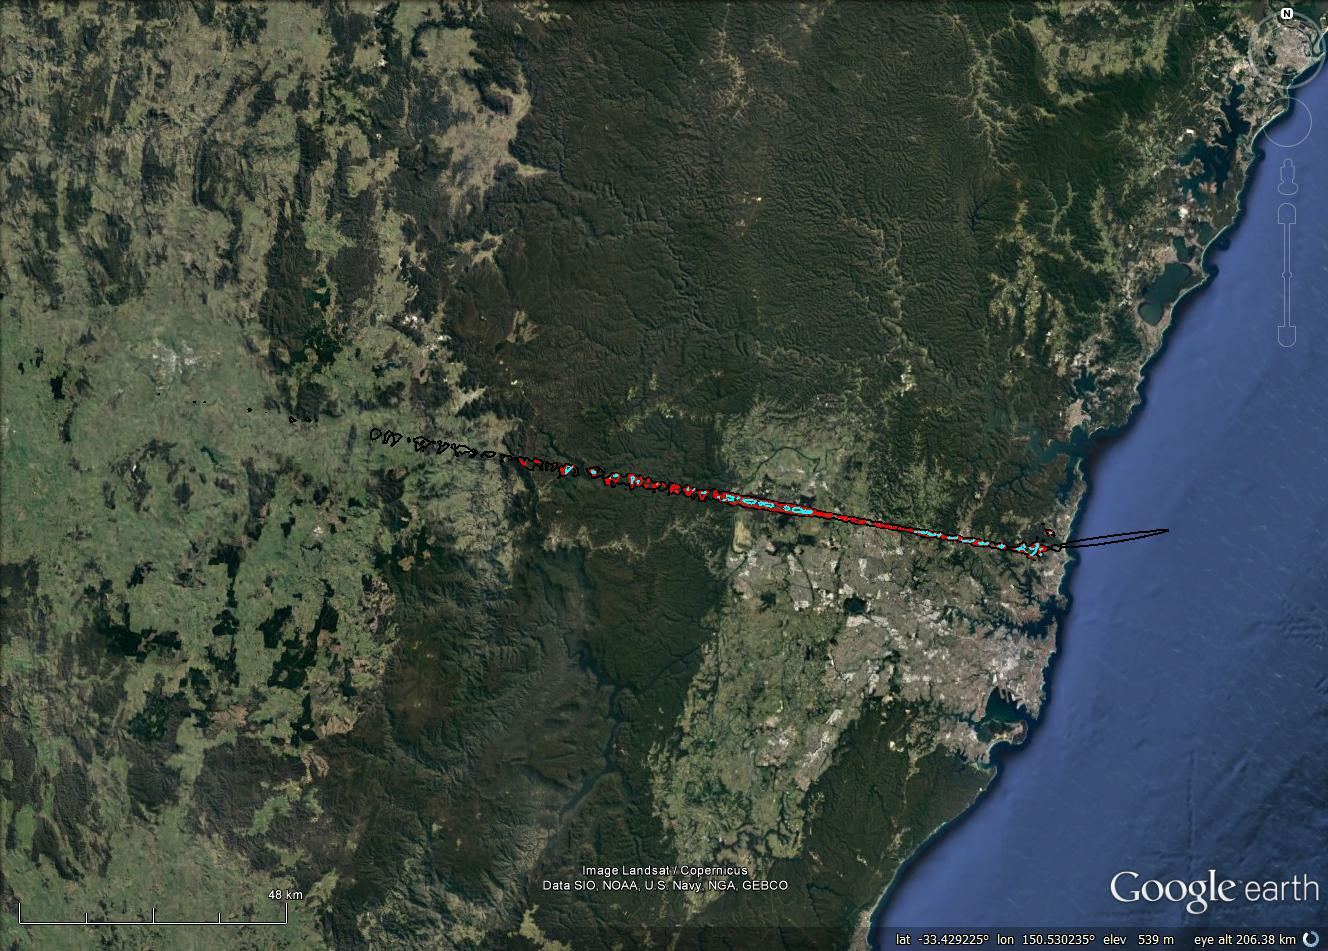 N
48 km
Image Landsat / Copernicus
Data SIO, NOAA, U.S. Navy, NGA, GEBCO
Google earth
lat -33.429225° lon 150.530235° elev 539 m eye alt 206.38 km